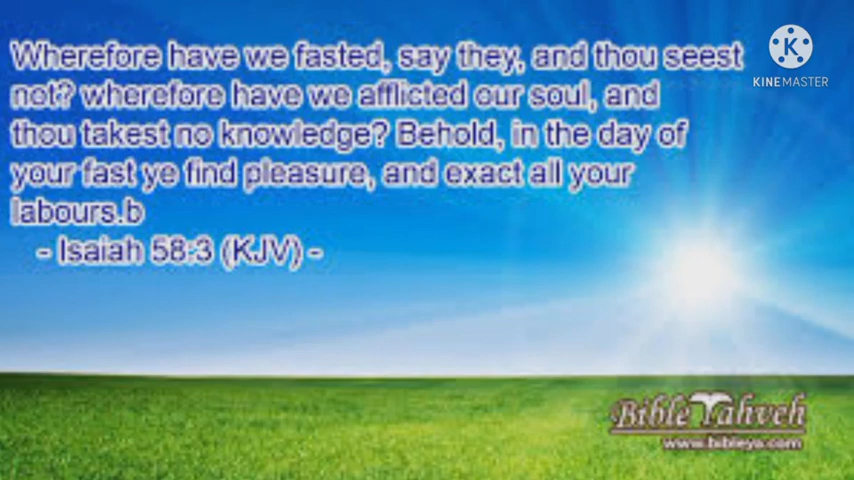 Wherefore have we fasted, say they, and thou seest
not? wherefore have we afflicted our soul, and
thou takest no knowledge? Behold, in the day of
your fast ye find pleasure, and exact all your
labours.b
- Isaiah 58:3 (KJV) -
K
KINEMASTER
Bible Yahveh
www.bibleya.com